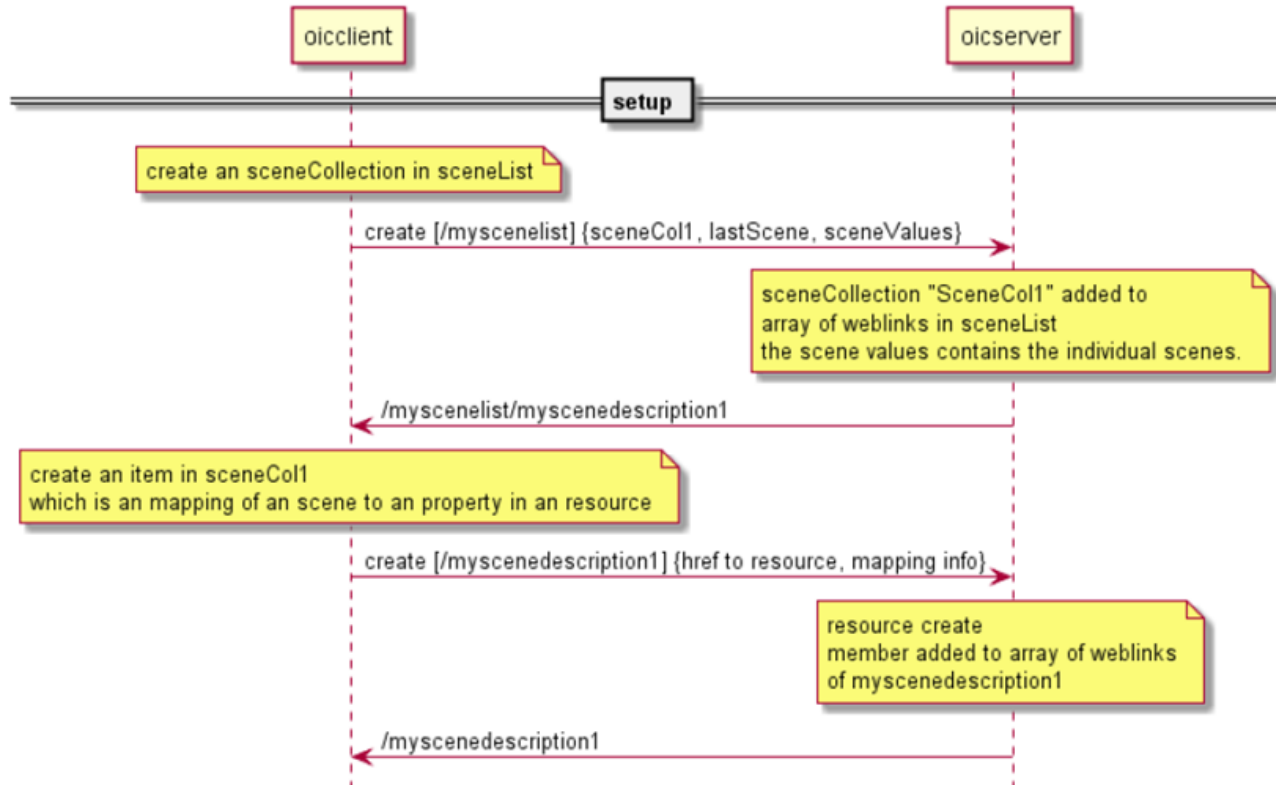 oicclient
oicserver
setup
create an sceneCollection in sceneList
create [/myscenelist] {sceneCol1, lastScene, sceneValues}
sceneCollection "SceneCol1" added to
array of weblinks in sceneList
the scene values contains the individual scenes.
/myscenelist/myscenedescription1
create an item in sceneCol1
which is an mapping of an scene to an property in an resource
create [/myscenedescription1] {href to resource, mapping info}
resource create
member added to array of weblinks
of myscenedescription1
/myscenedescription1